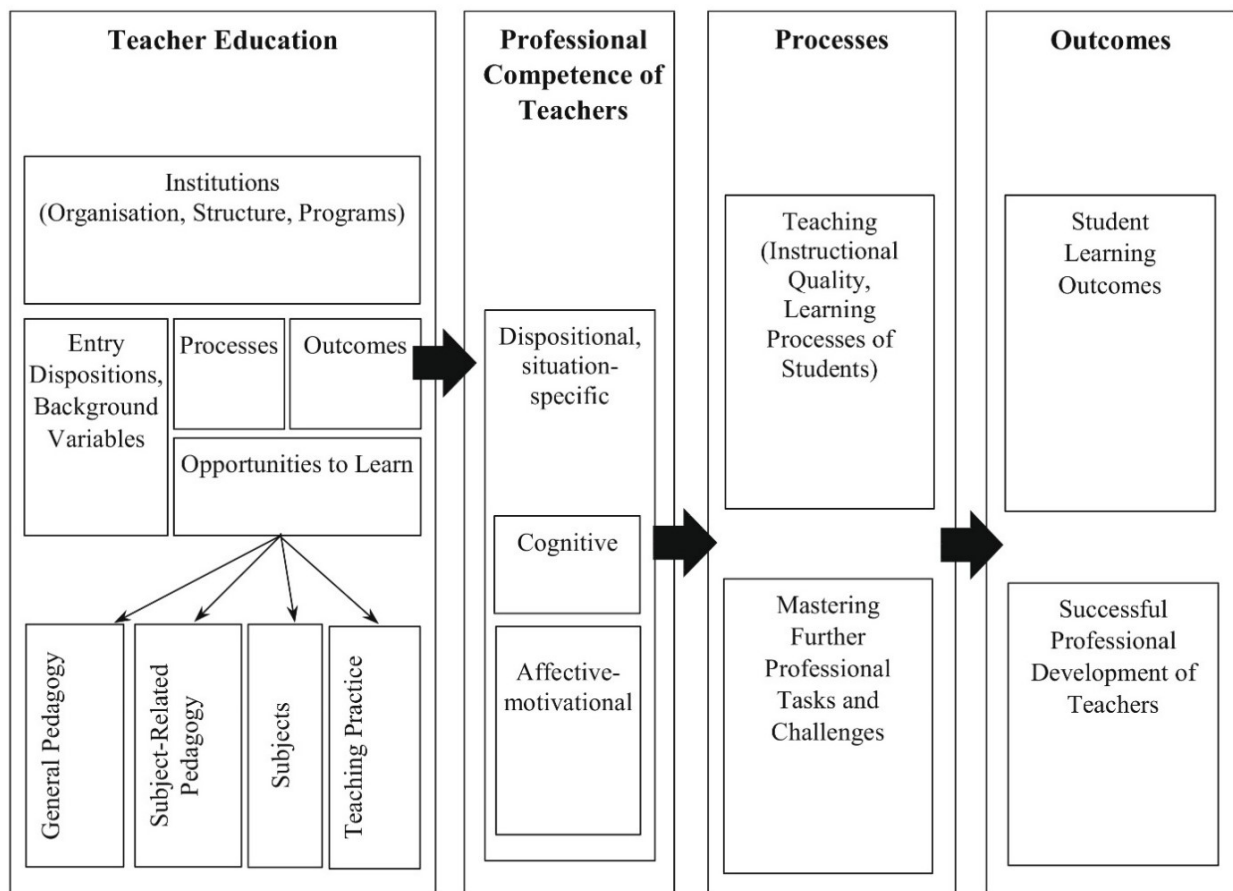 Teacher Education
Institutions
(Organisation, Structure, Programs)
Entry
Dispositions,
Background
Variables
Processes
Outcomes
Opportunities to Learn
General Pedagogy
Subject-Related
Pedagogy
Subjects
Teaching Practice
Professional
Competence of
Teachers
Dispositional,
situation-
specific
Cognitive
Affective-
motivational
Processes
Teaching
(Instructional
Quality,
Learning
Processes of
Students)
Mastering
Further
Professional
Tasks and
Challenges
Outcomes
Student
Learning
Outcomes
Successful
Professional
Development of
Teachers